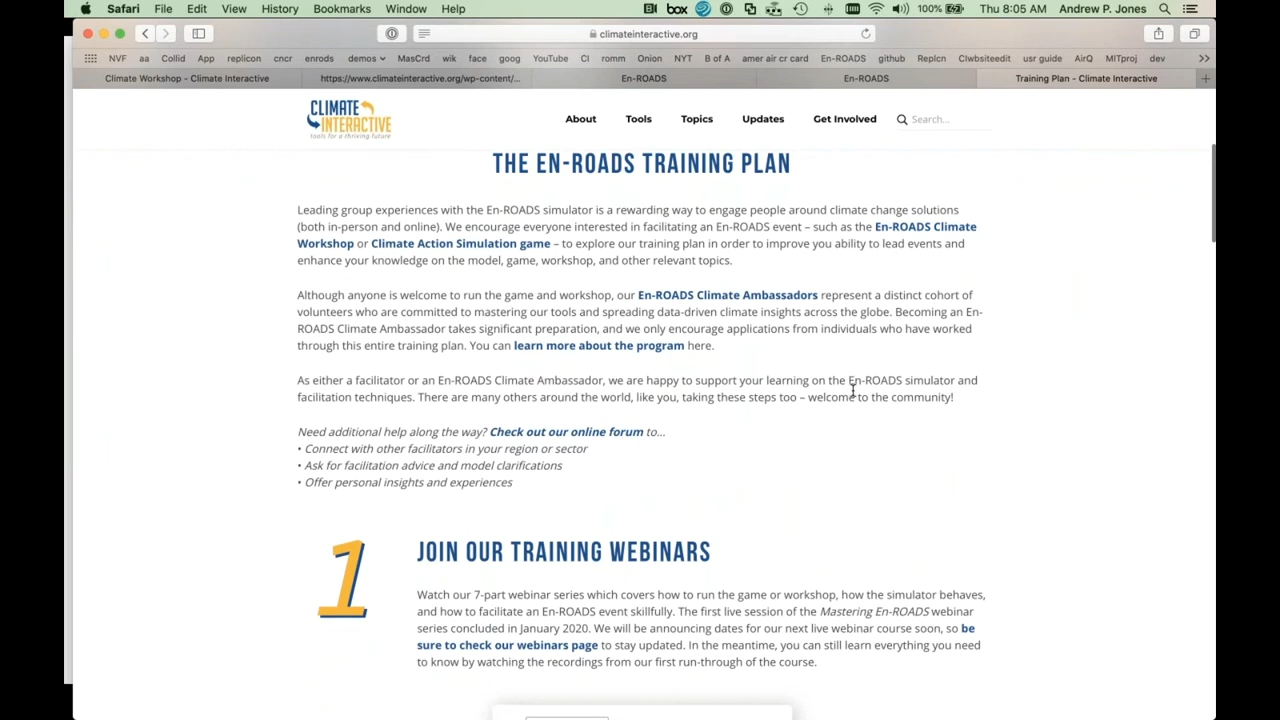 Safari File Edit View History Bookmarks Window Help box 100% Thu 8:05 AM Andrew P. Jones
climateinteractive.org
NVF aa Collid App replicon cncr enrods demos MasCrd wik face goog YouTube CI romm Onion NYT B of A amer air cr card En-ROADS github Replcn Clwbsiteedit usr guide AirQ MITproj dev
Climate Workshop - Climate Interactive https://www.climateinteractive.org/wp-content/... En-ROADS En-ROADS Training Plan - Climate Interactive
CLIMATE
INTERACTIVE
tools for a thriving future
About Tools Topics Updates Get Involved Search...
THE EN-ROADS TRAINING PLAN
Leading group experiences with the En-ROADS simulator is a rewarding way to engage people around climate change solutions
(both in-person and online). We encourage everyone interested in facilitating an En-ROADS event – such as the En-ROADS Climate
Workshop or Climate Action Simulation game – to explore our training plan in order to improve you ability to lead events and
enhance your knowledge on the model, game, workshop, and other relevant topics.
Although anyone is welcome to run the game and workshop, our En-ROADS Climate Ambassadors represent a distinct cohort of
volunteers who are committed to mastering our tools and spreading data-driven climate insights across the globe. Becoming an En-
ROADS Climate Ambassador takes significant preparation, and we only encourage applications from individuals who have worked
through this entire training plan. You can learn more about the program here.
As either a facilitator or an En-ROADS Climate Ambassador, we are happy to support your learning on the En-ROADS simulator and
facilitation techniques. There are many others around the world, like you, taking these steps too – welcome to the community!
Need additional help along the way? Check out our online forum to...
• Connect with other facilitators in your region or sector
• Ask for facilitation advice and model clarifications
• Offer personal insights and experiences
1
JOIN OUR TRAINING WEBINARS
Watch our 7-part webinar series which covers how to run the game or workshop, how the simulator behaves,
and how to facilitate an En-ROADS event skillfully. The first live session of the Mastering En-ROADS webinar
series concluded in January 2020. We will be announcing dates for our next live webinar course soon, so be
sure to check our webinars page to stay updated. In the meantime, you can still learn everything you need
to know by watching the recordings from our first run-through of the course.